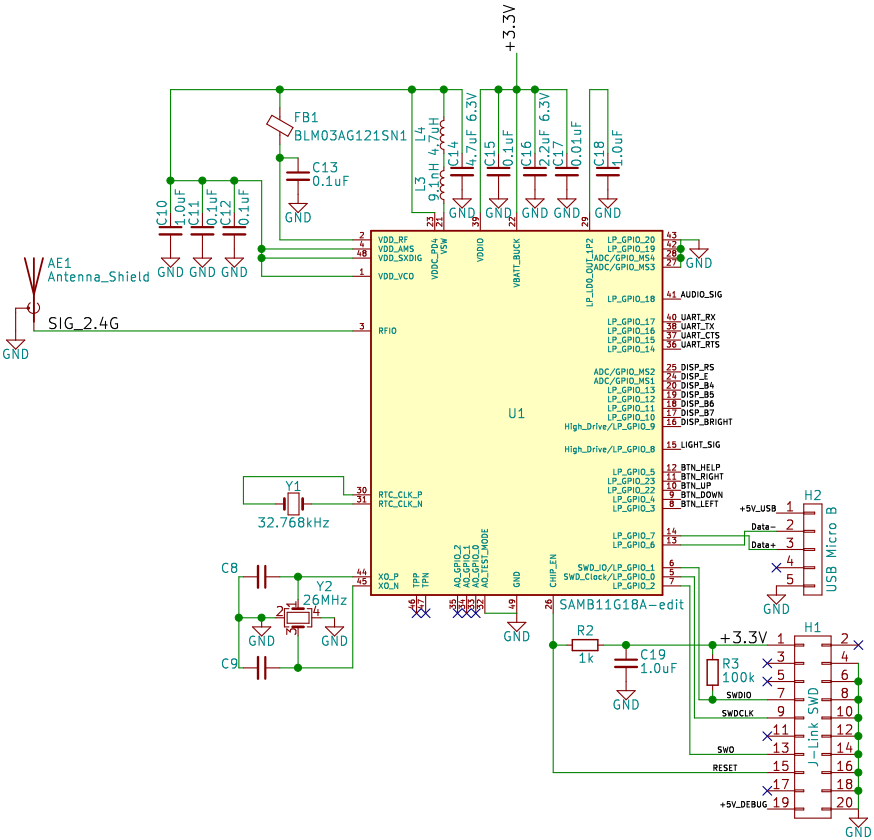 +3.3V
FB1
BLM03AG121SN1
C13
0.1uF
GND
L4
4.7uH
L3
9.1nH
C14
4.7uF 6.3V
C15
0.1uF
C16
2.2uF 6.3V
C17
0.01uF
C18
1.0uF
GND GND GND GND GND
C10
1.0uF
C11
0.1uF
C12
0.1uF
GND GND GND
23 21 39 22 29
VDDC_PD4
VSW
VDDIO
VBATT_BUCK
LP_LDO_OUT_1P2
2 VDD_RF
4 VDD_AMS
48 VDD_SXDIG
1 VDD_VCO
3 RFIO
AE1
Antenna_Shield
SIG_2.4G
GND
LP_GPIO_20 43
LP_GPIO_19 42
ADC/GPIO_MS4 28
ADC/GPIO_MS3 27
GND
LP_GPIO_18 41 AUDIO_SIG
LP_GPIO_17 40 UART_RX
LP_GPIO_16 38 UART_TX
LP_GPIO_15 37 UART_CTS
LP_GPIO_14 36 UART_RTS
ADC/GPIO_MS2 25 DISP_RS
ADC/GPIO_MS1 24 DISP_E
LP_GPIO_13 20 DISP_B4
LP_GPIO_12 19 DISP_B5
LP_GPIO_11 18 DISP_B6
LP_GPIO_10 17 DISP_B7
High_Drive/LP_GPIO_9 16 DISP_BRIGHT
U1
High_Drive/LP_GPIO_8 15 LIGHT_SIG
LP_GPIO_5 12 BTN_HELP
LP_GPIO_23 11 BTN_RIGHT
LP_GPIO_22 10 BTN_UP
LP_GPIO_4 9 BTN_DOWN
LP_GPIO_3 8 BTN_LEFT
LP_GPIO_7 14
LP_GPIO_6 13
SWD_IO/LP_GPIO_1 6
SWD_Clock/LP_GPIO_0 5
LP_GPIO_2 7
Y1
32.768kHz
30 RTC_CLK_P
31 RTC_CLK_N
C8
44 XO_P
45 XO_N
Y2
26MHz
2 1 3 4
GND GND
C9
TPP
TPN
AO_GPIO_2
AO_GPIO_1
AO_GPIO_0
AO_TEST_MODE
GND
CHIP_EN
46 47 35 34 33 32 49 26
SAMB11G18A-edit
GND
H2
USB Micro B
+5V_USB 1
Data- 2
Data+ 3
4
5
GND
R2
1k
C19
1.0uF
GND
R3
100k
H1
J-Link SWD
+3.3V 1 2
3 4
5 6
SWDIO 7 8
SWDCLK 9 10
11 12
SWO 13 14
RESET 15 16
17 18
+5V_DEBUG 19 20
GND